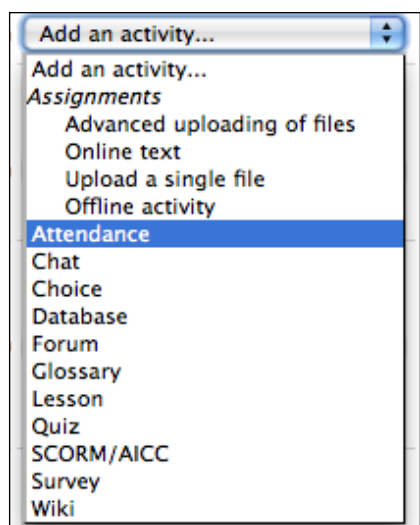 Add an activity...
Add an activity...
Assignments
Advanced uploading of files
Online text
Upload a single file
Offline activity
Attendance
Chat
Choice
Database
Forum
Glossary
Lesson
Quiz
SCORM/AICC
Survey
Wiki